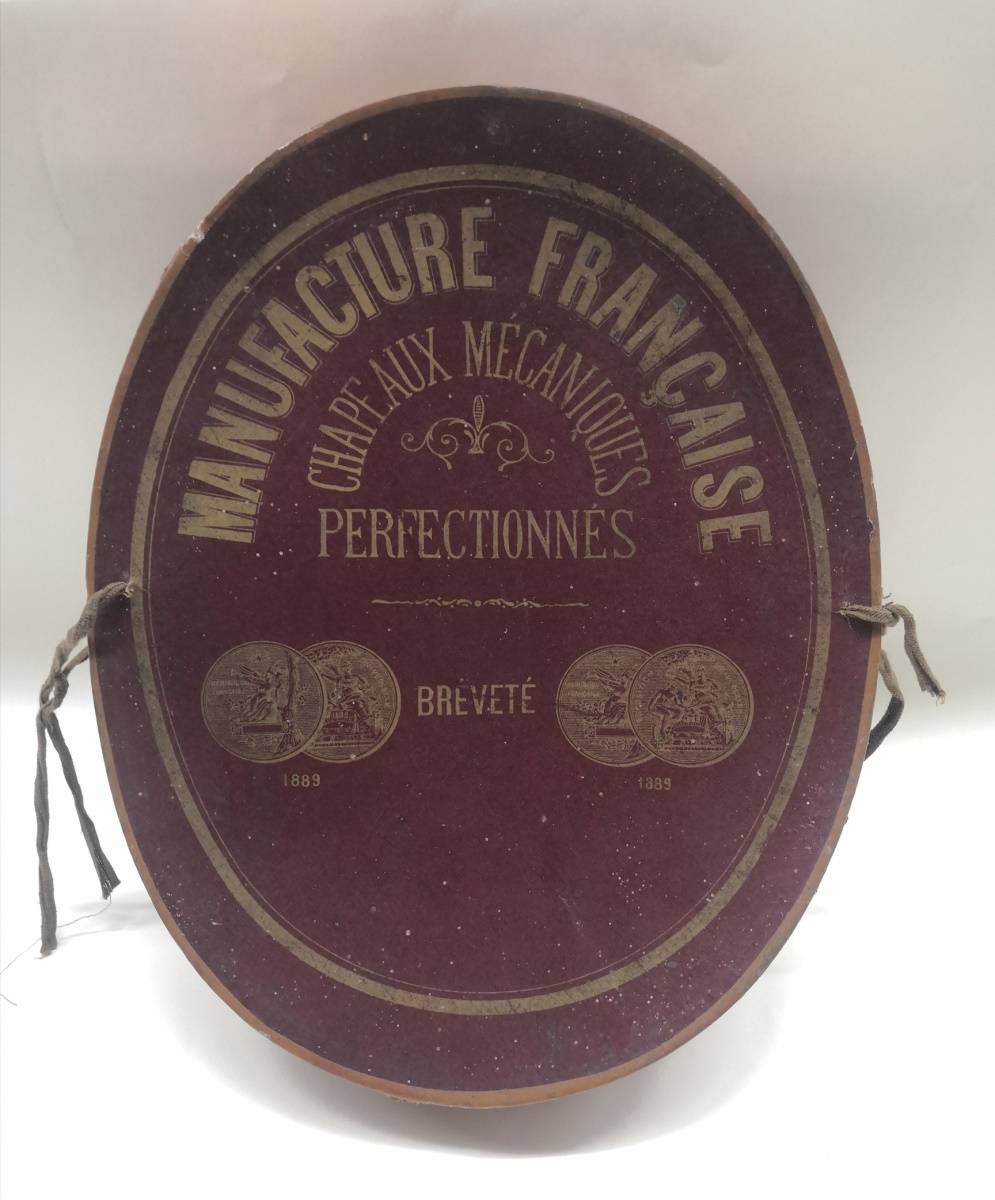 MANUFACTURE FRANÇAISE
CHAPEAUX MÉCANIQUES
PERFECTIONNÉS
BREVETÉ
1889
1889